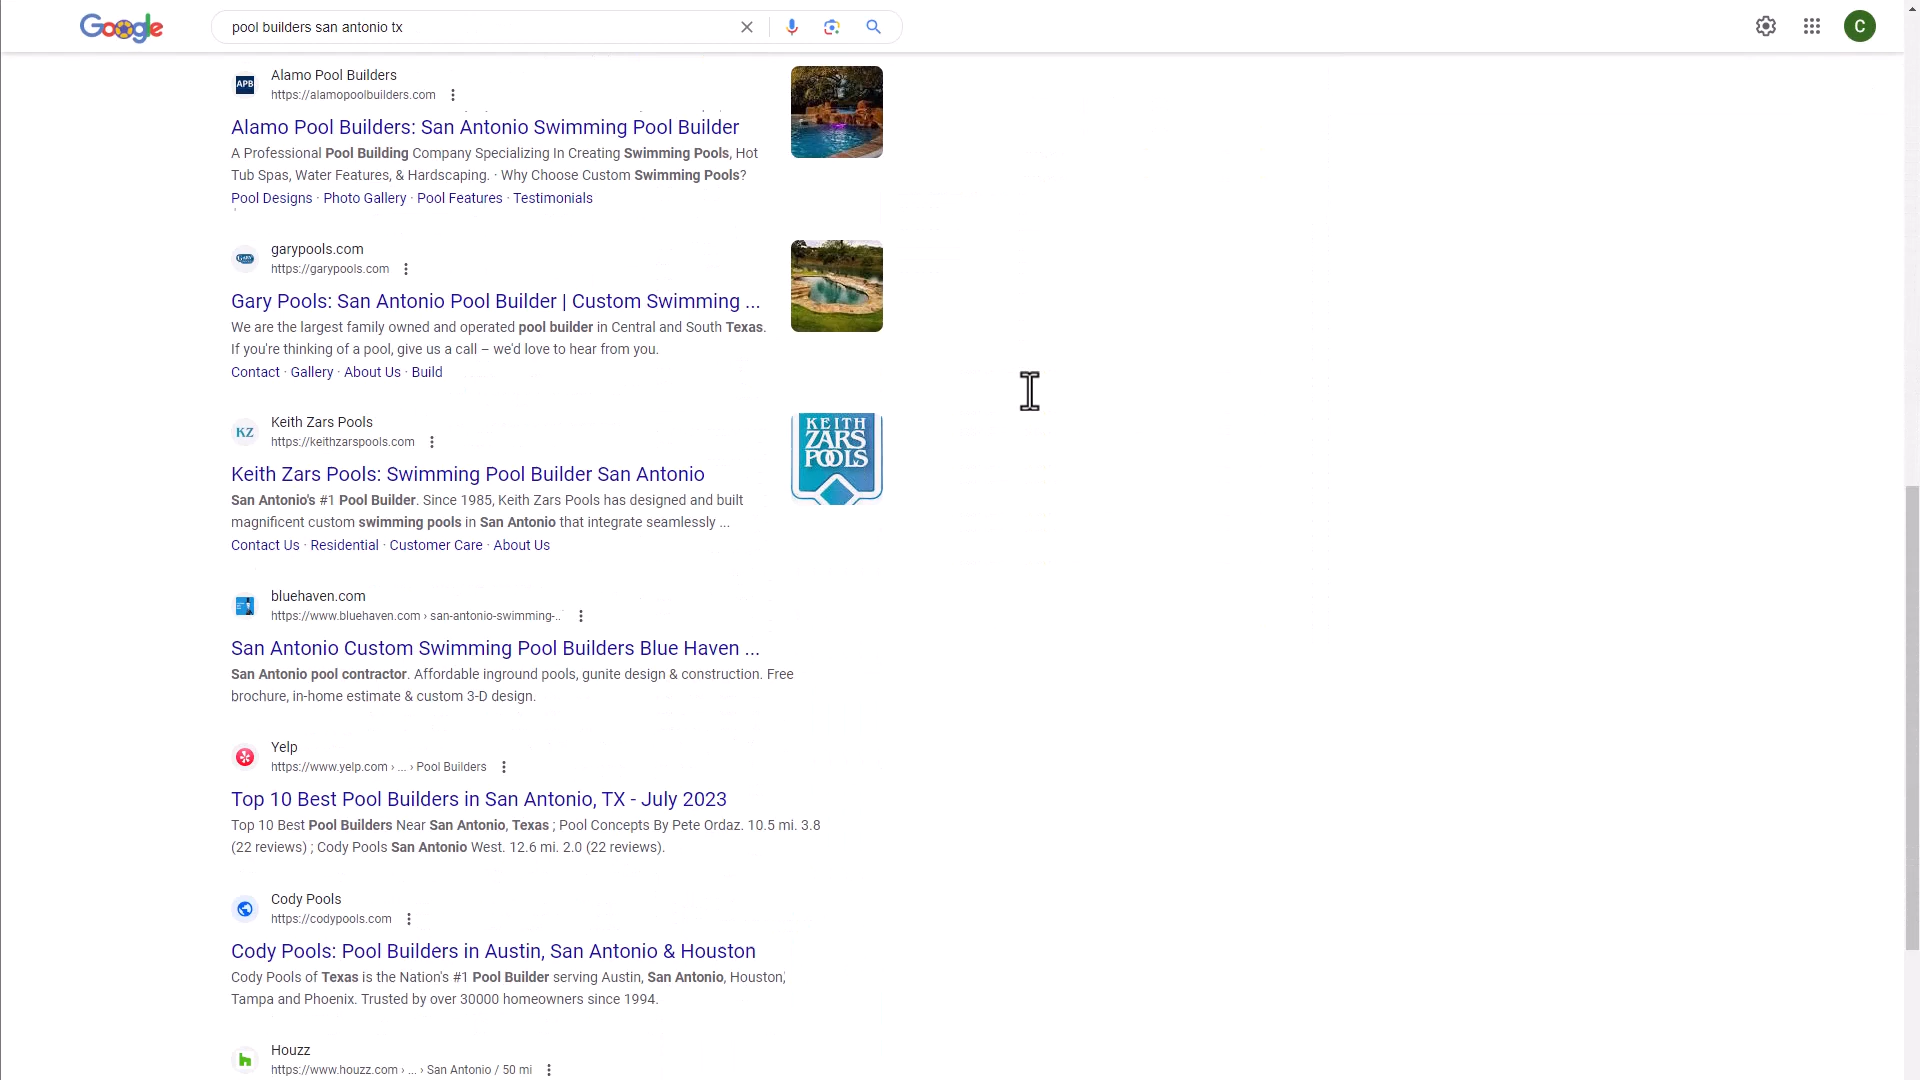 Google
pool builders san antonio tx
C
APB
Alamo Pool Builders
https://alamopoolbuilders.com
Alamo Pool Builders: San Antonio Swimming Pool Builder
A Professional Pool Building Company Specializing In Creating Swimming Pools, Hot
Tub Spas, Water Features, & Hardscaping. · Why Choose Custom Swimming Pools?
Pool Designs · Photo Gallery · Pool Features · Testimonials
garypools.com
https://garypools.com
Gary Pools: San Antonio Pool Builder | Custom Swimming ...
We are the largest family owned and operated pool builder in Central and South Texas.
If you're thinking of a pool, give us a call – we'd love to hear from you.
Contact · Gallery · About Us · Build
KZ
Keith Zars Pools
https://keithzarspools.com
Keith Zars Pools: Swimming Pool Builder San Antonio
San Antonio's #1 Pool Builder. Since 1985, Keith Zars Pools has designed and built
magnificent custom swimming pools in San Antonio that integrate seamlessly ...
Contact Us · Residential · Customer Care · About Us
KEITH
ZARS
POOLS
bluehaven.com
https://www.bluehaven.com › san-antonio-swimming-..
San Antonio Custom Swimming Pool Builders Blue Haven ...
San Antonio pool contractor. Affordable inground pools, gunite design & construction. Free
brochure, in-home estimate & custom 3-D design.
Yelp
https://www.yelp.com › ... › Pool Builders
Top 10 Best Pool Builders in San Antonio, TX - July 2023
Top 10 Best Pool Builders Near San Antonio, Texas ; Pool Concepts By Pete Ordaz. 10.5 mi. 3.8
(22 reviews) ; Cody Pools San Antonio West. 12.6 mi. 2.0 (22 reviews).
Cody Pools
https://codypools.com
Cody Pools: Pool Builders in Austin, San Antonio & Houston
Cody Pools of Texas is the Nation's #1 Pool Builder serving Austin, San Antonio, Houston,
Tampa and Phoenix. Trusted by over 30000 homeowners since 1994.
Houzz
https://www.houzz.com › ... › San Antonio / 50 mi